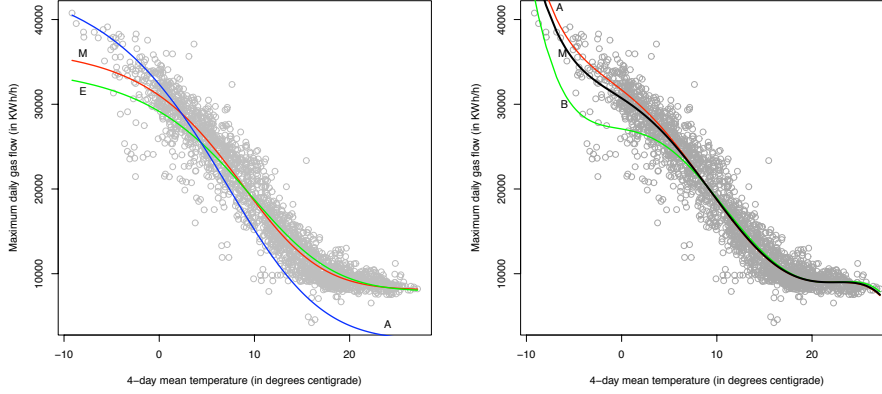 40000
30000
20000
10000
Maximum daily gas flow (in KWh/h)
M
E
A
−10
0
10
20
4−day mean temperature (in degrees centigrade)
40000
30000
20000
10000
Maximum daily gas flow (in KWh/h)
A
M
B
−10
0
10
20
4−day mean temperature (in degrees centigrade)